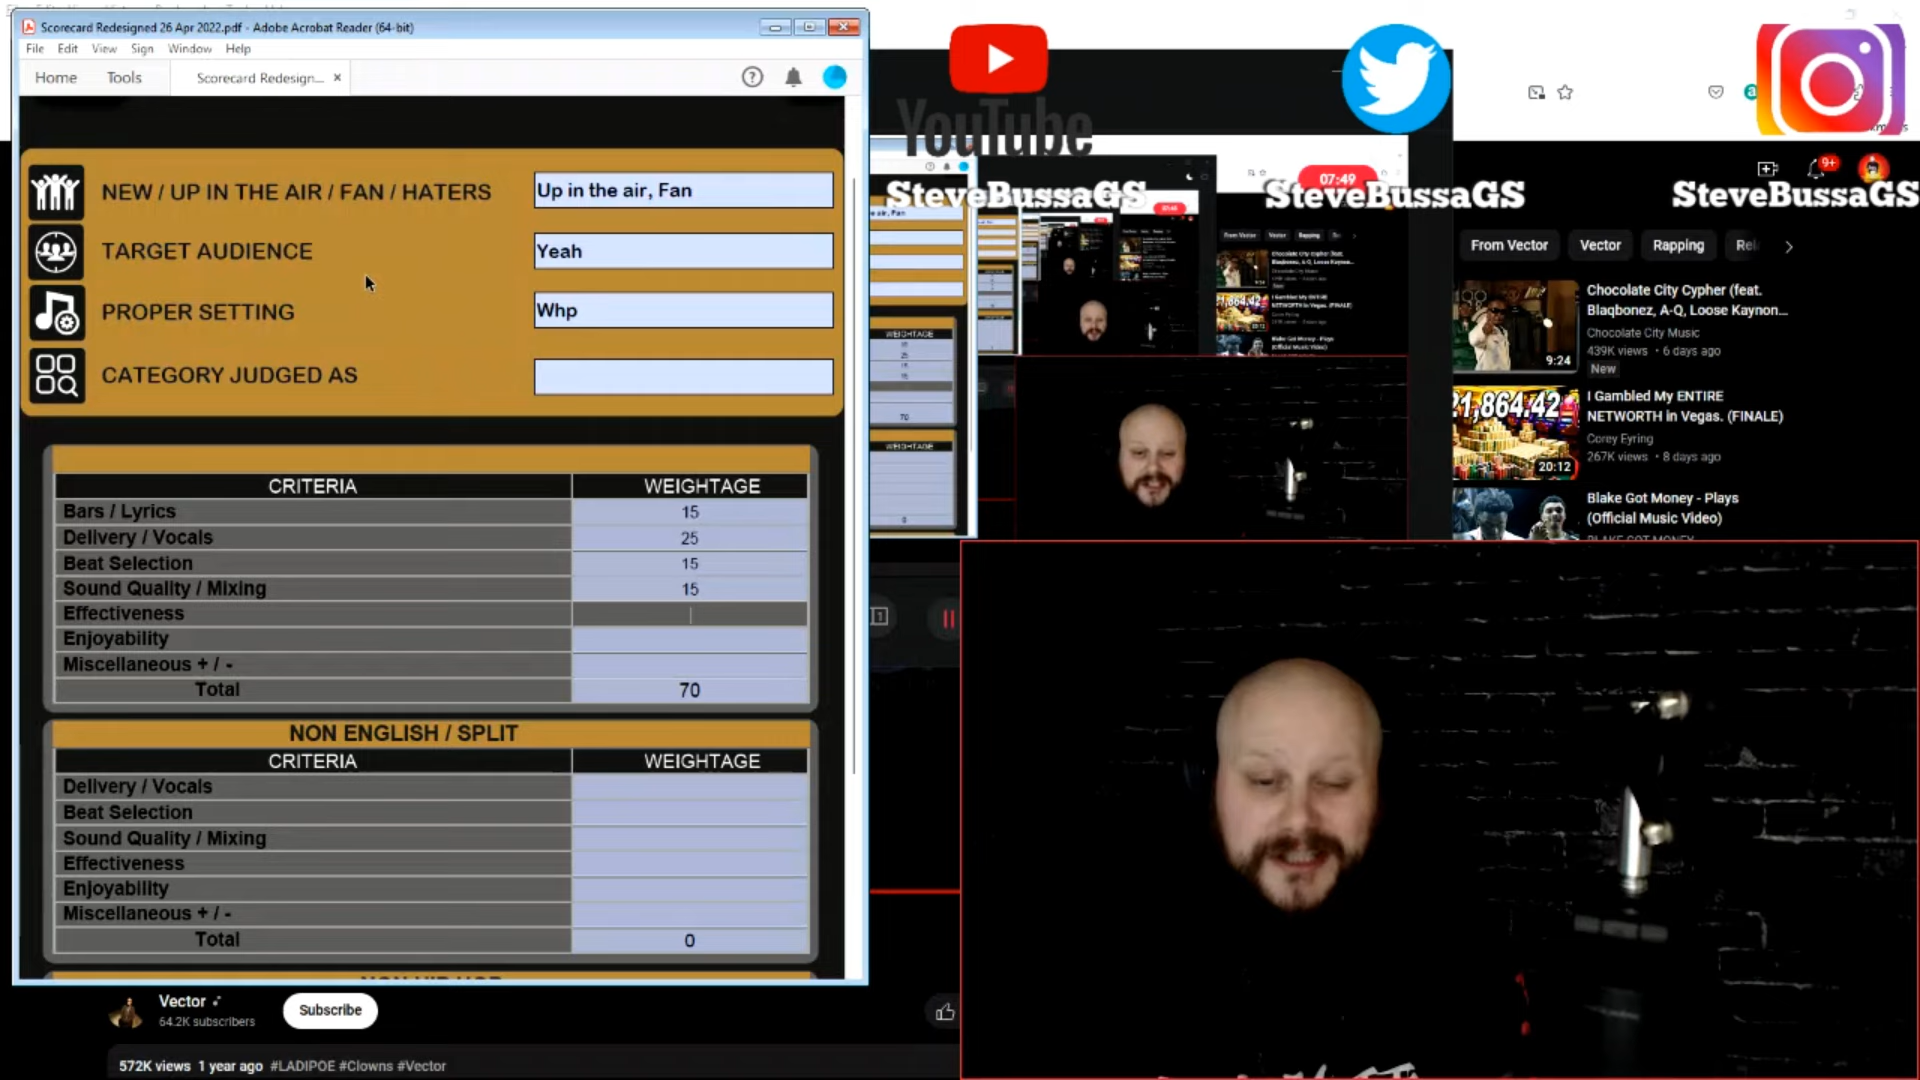 Scorecard Redesigned 26 Apr 2022.pdf - Adobe Acrobat Reader (64-bit)
File Edit View Sign Window Help
Home Tools Scorecard Redesign... ×
NEW / UP IN THE AIR / FAN / HATERS Up in the air, Fan
TARGET AUDIENCE Yeah
PROPER SETTING Whp
CATEGORY JUDGED AS
CRITERIA WEIGHTAGE
Bars / Lyrics 15
Delivery / Vocals 25
Beat Selection 15
Sound Quality / Mixing 15
Effectiveness
Enjoyability
Miscellaneous + / -
Total 70
NON ENGLISH / SPLIT
CRITERIA WEIGHTAGE
Delivery / Vocals
Beat Selection
Sound Quality / Mixing
Effectiveness
Enjoyability
Miscellaneous + / -
Total 0
Vector
64.2K subscribers
Subscribe
572K views 1 year ago #LADIPOE #Clowns #Vector
YouTube
SteveBussaGS SteveBussaGS SteveBussaGS
07:49
9+
From Vector Vector Rapping
Chocolate City Cypher (feat.
Blaqbonez, A-Q, Loose Kaynon...
Chocolate City Music
439K views • 6 days ago
New
9:24
I Gambled My ENTIRE
NETWORTH in Vegas. (FINALE)
Corey Eyring
267K views • 8 days ago
20:12
Blake Got Money - Plays
(Official Music Video)
WEIGHTAGE
70
WEIGHTAGE